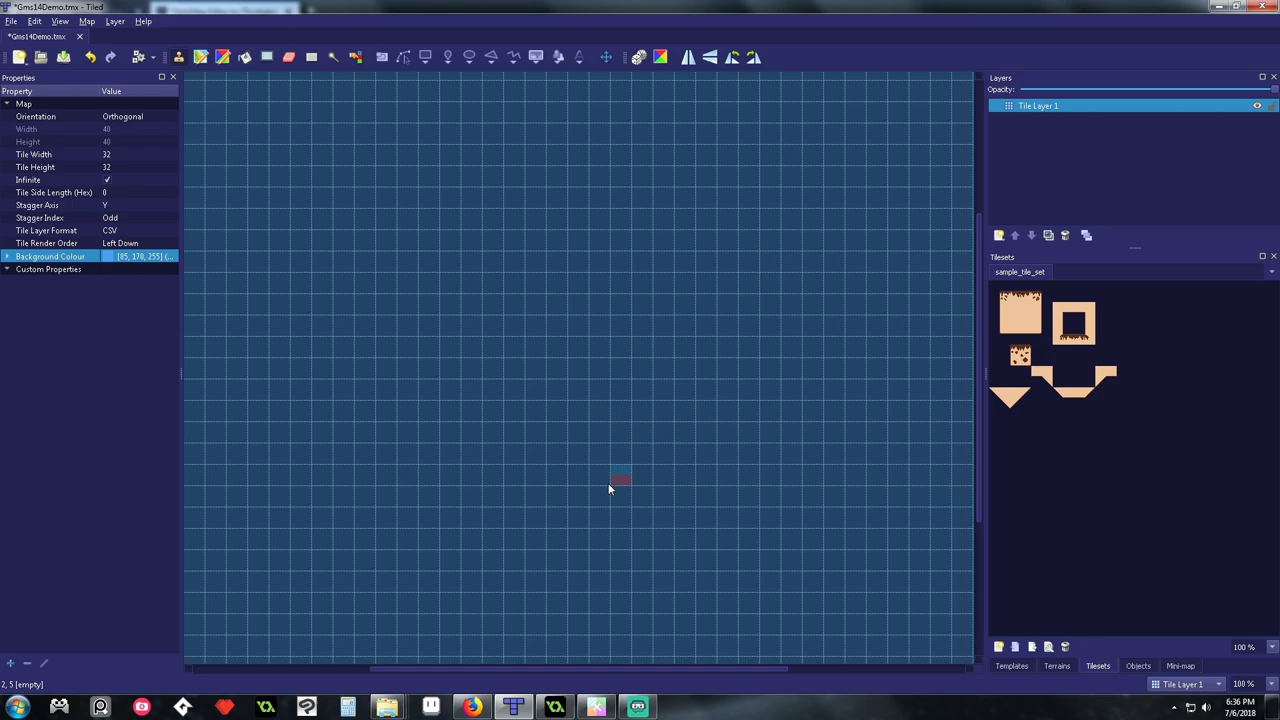 *Gms14Demo.tmx - Tiled
File Edit View Map Layer Help
*Gms14Demo.tmx
Properties
Property Value
Map
Orientation Orthogonal
Width 40
Height 40
Tile Width 32
Tile Height 32
Infinite
Tile Side Length (Hex) 0
Stagger Axis Y
Stagger Index Odd
Tile Layer Format CSV
Tile Render Order Left Down
Background Colour [85, 170, 255] (...
Custom Properties
Layers
Opacity:
Tile Layer 1
Tilesets
sample_tile_set
100 %
Templates Terrains Tilesets Objects Mini-map
2, 5 [empty]
Tile Layer 1 100 %
6:36 PM
7/6/2018